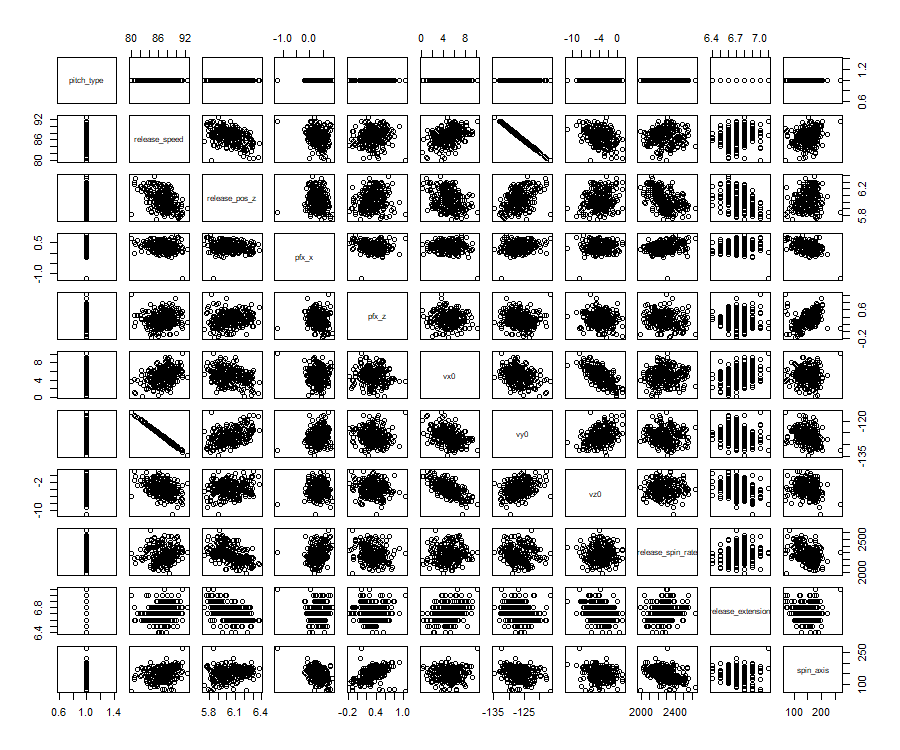 80 86 92 -1.0 0.0 0 4 8 -10 -4 0 6.4 6.7 7.0
pitch_type 0.6 1.2
80 86 92 release_speed
release_pos_z 5.8 6.2
-1.0 0.5 pfx_x
pfx_z -0.2 0.6
0 4 8 vx0
vy0 -135 -120
-10 -2 vz0
release_spin_rate 2000 2500
6.4 6.8 release_extension
spin_axis 100 250
0.6 1.0 1.4 5.8 6.1 6.4 -0.2 0.4 1.0 -135 -125 2000 2400 100 200